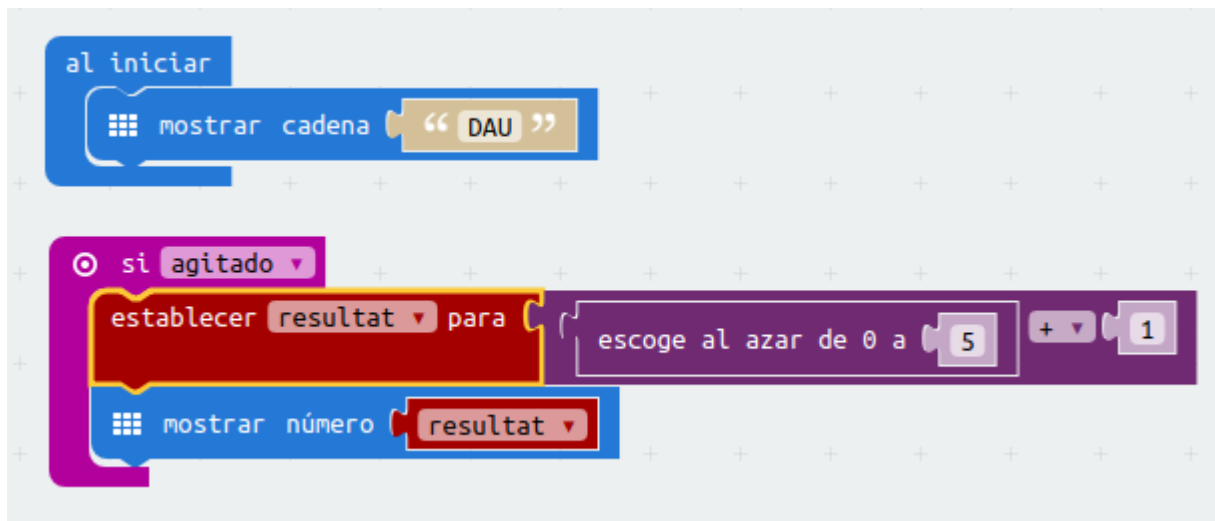 al iniciar
mostrar cadena “ DAU ”
si agitado
establecer resultat para escoge al azar de 0 a 5 + 1
mostrar número resultat